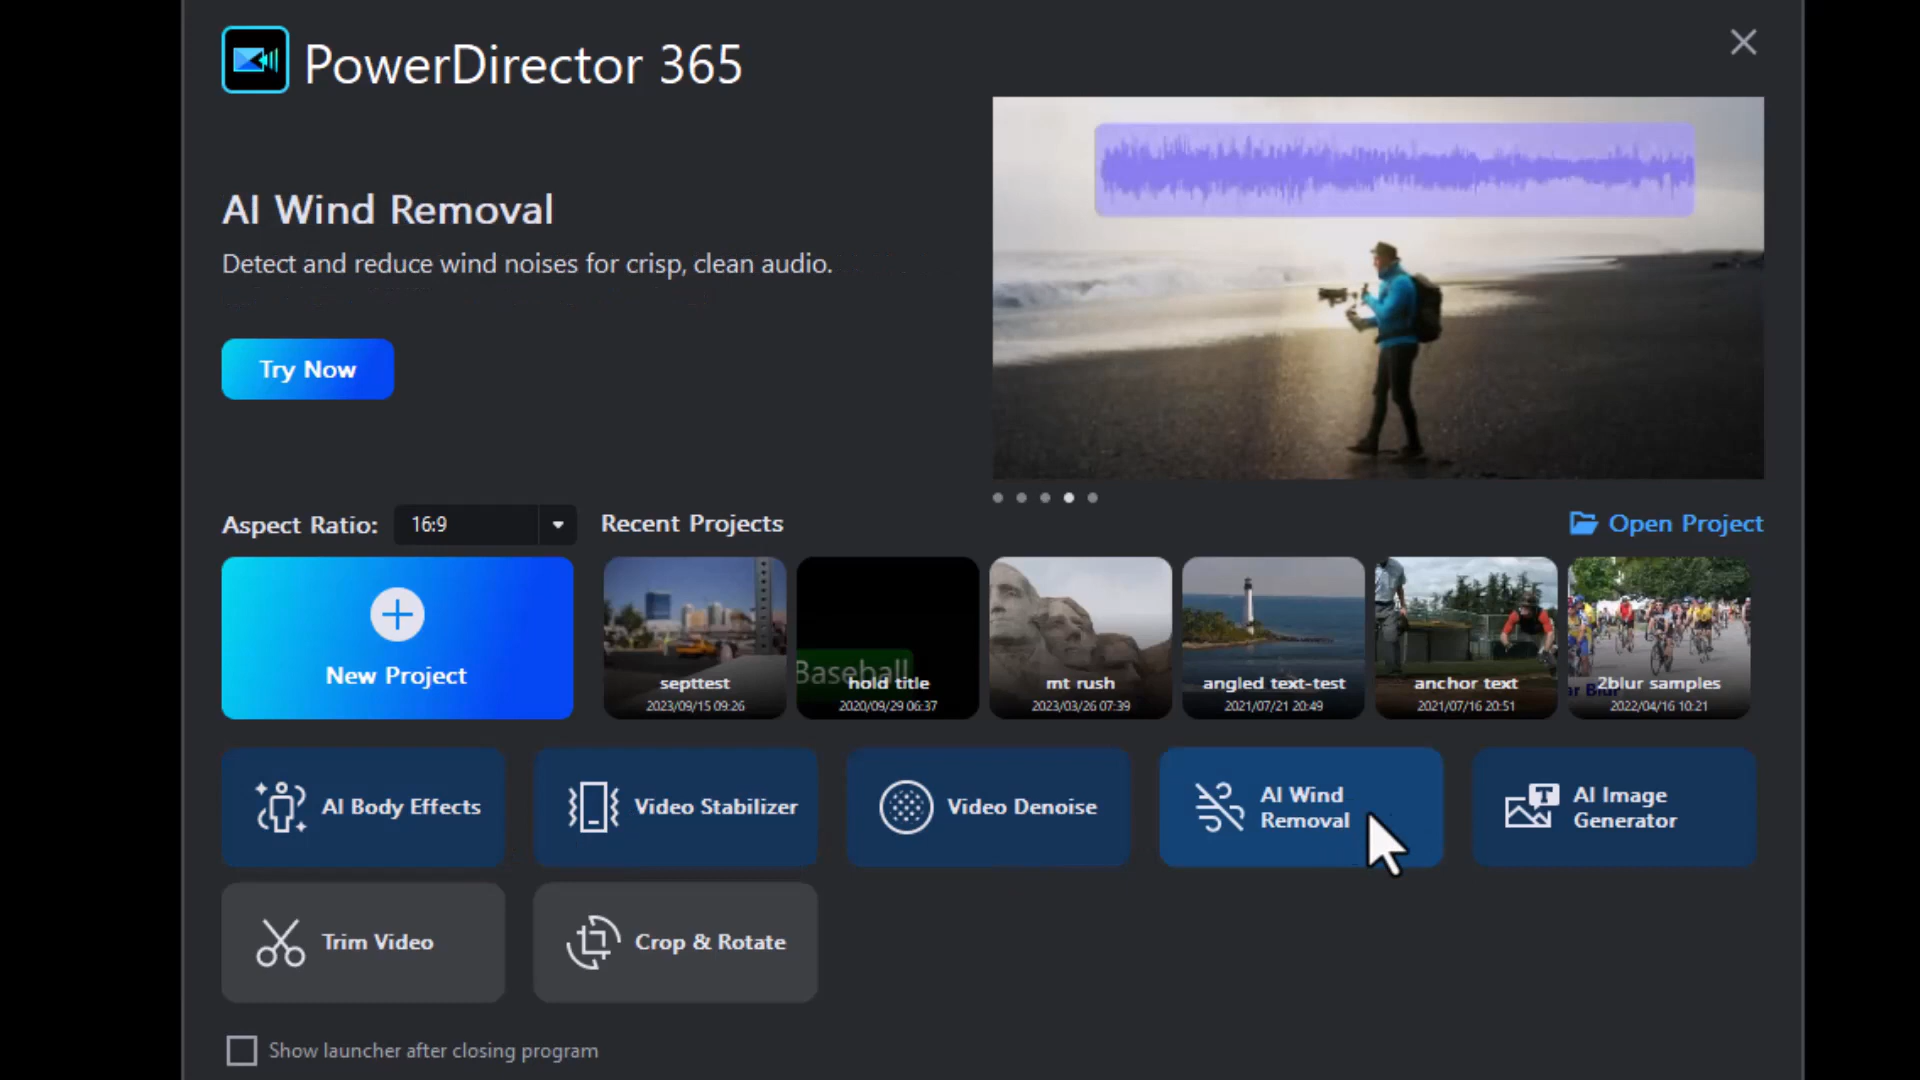 PowerDirector 365
AI Wind Removal
Detect and reduce wind noises for crisp, clean audio.
Try Now
Aspect Ratio:
16:9
Recent Projects
Open Project
New Project
septtest
2023/09/15 09:26
Baseball
hold title
2020/09/29 06:37
mt rush
2023/03/26 07:39
angled text-test
2021/07/21 20:49
anchor text
2021/07/16 20:51
2blur samples
2022/04/16 10:21
AI Body Effects
Video Stabilizer
Video Denoise
AI Wind
Removal
T
AI Image
Generator
Trim Video
Crop & Rotate
Show launcher after closing program